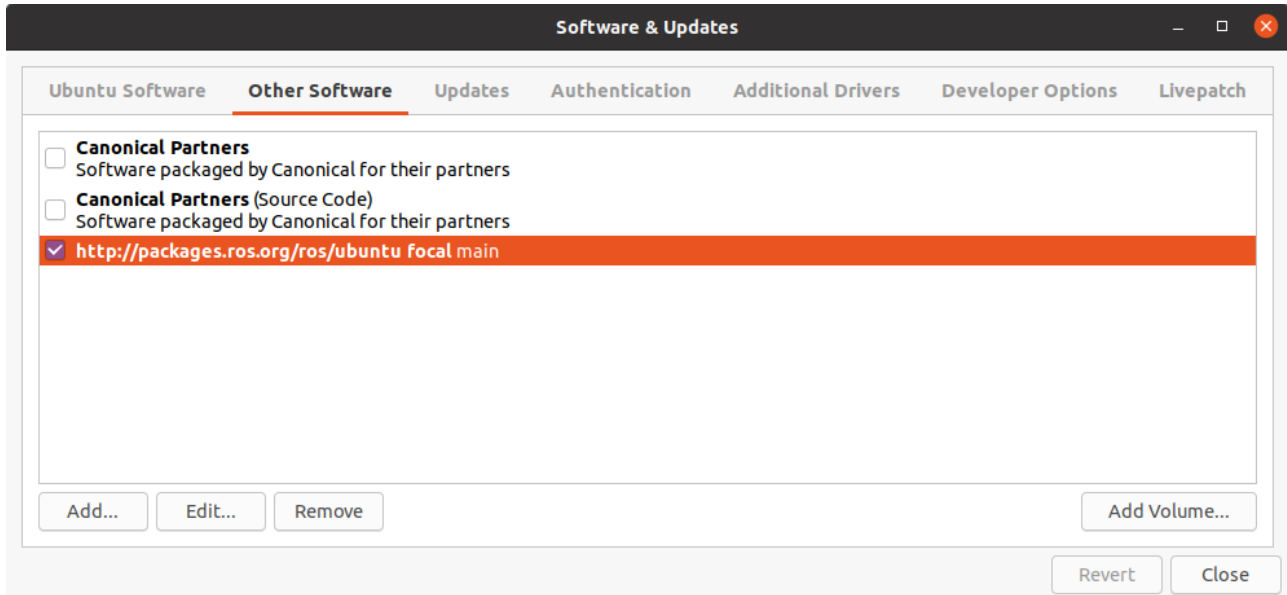 Software & Updates
Ubuntu Software Other Software Updates Authentication Additional Drivers Developer Options Livepatch
Canonical Partners
Software packaged by Canonical for their partners
Canonical Partners (Source Code)
Software packaged by Canonical for their partners
http://packages.ros.org/ros/ubuntu focal main
Add... Edit... Remove Add Volume...
Revert Close